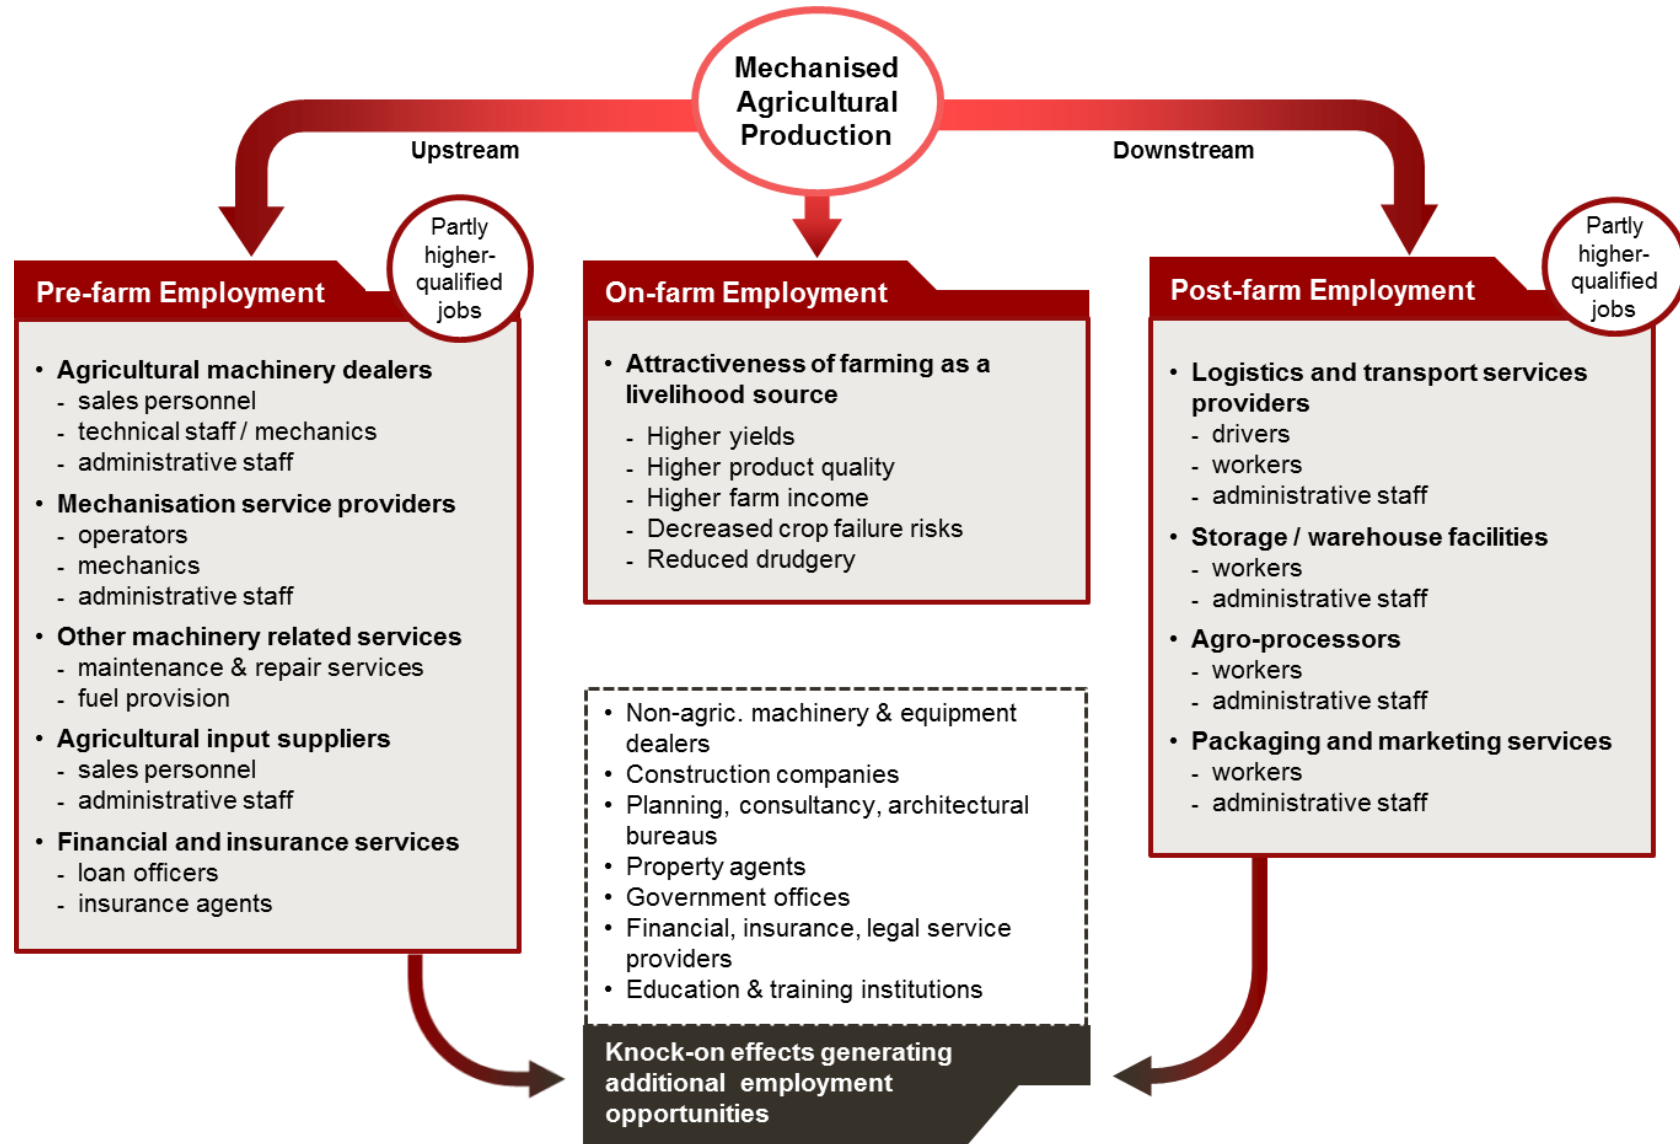 Mechanised
Agricultural
Production
Upstream
Downstream
Partly
higher-
qualified
jobs
Pre-farm Employment
• Agricultural machinery dealers
- sales personnel
- technical staff / mechanics
- administrative staff
• Mechanisation service providers
- operators
- mechanics
- administrative staff
• Other machinery related services
- maintenance & repair services
- fuel provision
• Agricultural input suppliers
- sales personnel
- administrative staff
• Financial and insurance services
- loan officers
- insurance agents
On-farm Employment
• Attractiveness of farming as a
livelihood source
- Higher yields
- Higher product quality
- Higher farm income
- Decreased crop failure risks
- Reduced drudgery
Partly
higher-
qualified
jobs
Post-farm Employment
• Logistics and transport services
providers
- drivers
- workers
- administrative staff
• Storage / warehouse facilities
- workers
- administrative staff
• Agro-processors
- workers
- administrative staff
• Packaging and marketing services
- workers
- administrative staff
• Non-agric. machinery & equipment
dealers
• Construction companies
• Planning, consultancy, architectural
bureaus
• Property agents
• Government offices
• Financial, insurance, legal service
providers
• Education & training institutions
Knock-on effects generating
additional employment
opportunities